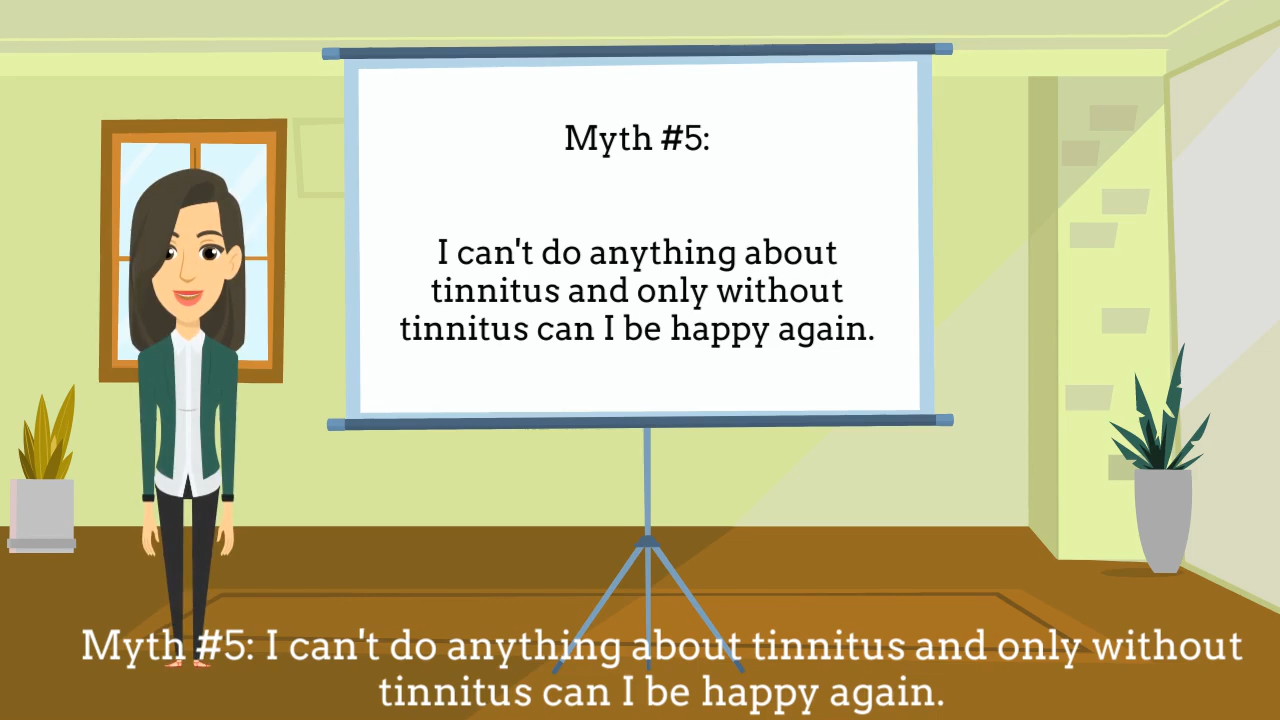 Myth #5:
I can't do anything about
tinnitus and only without
tinnitus can I be happy again.
Myth #5: I can't do anything about tinnitus and only without
tinnitus can I be happy again.